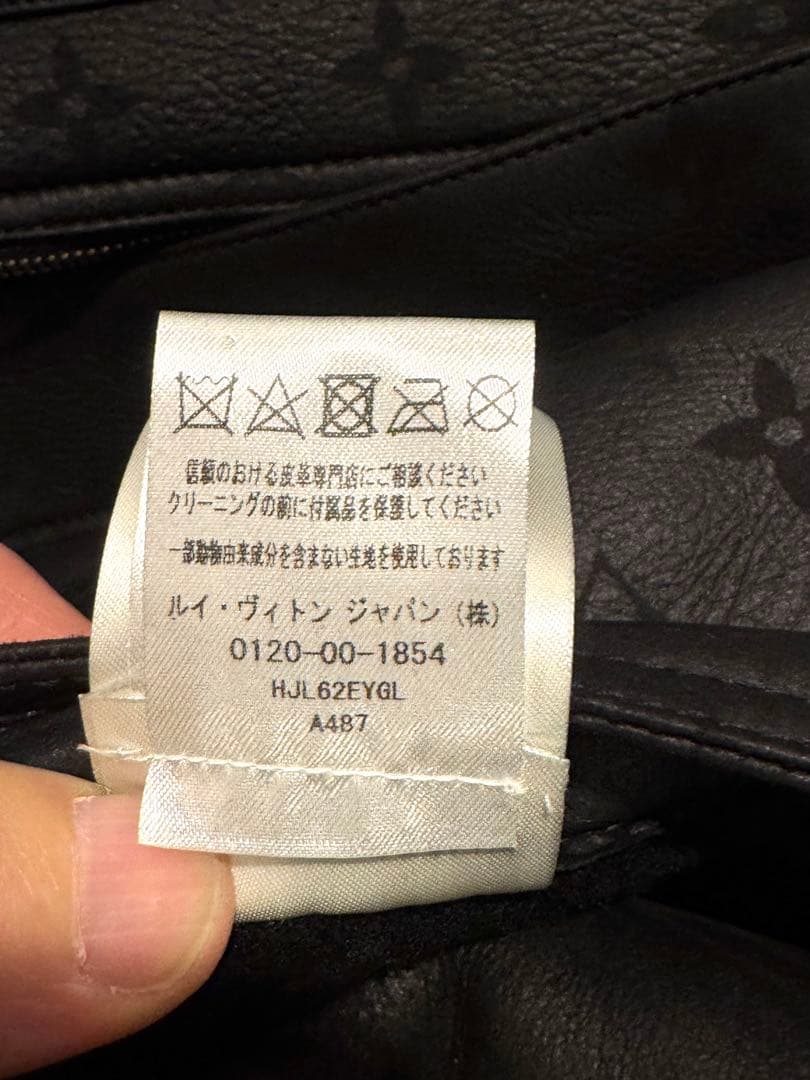 信頼のおける皮革専門店にご相談ください
クリーニングの前に付属品を保護してください
一部動物由来成分を含まない生地を使用しております
ルイ・ヴィトン ジャパン (株)
0120-00-1854
HJL62EYGL
A487